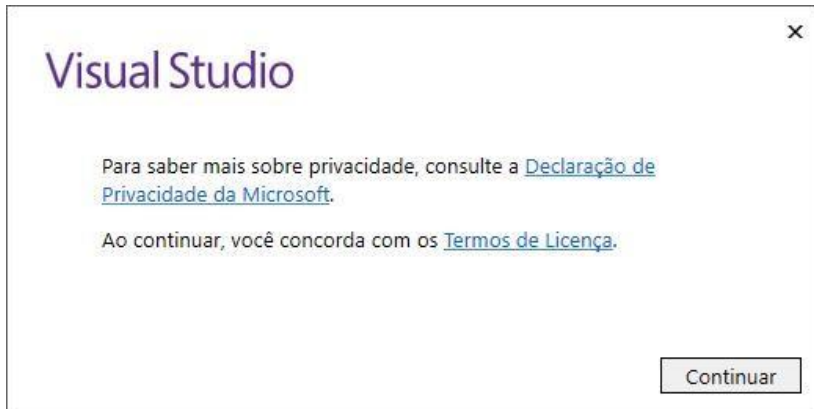 Visual Studio
Para saber mais sobre privacidade, consulte a Declaração de
Privacidade da Microsoft.
Ao continuar, você concorda com os Termos de Licença.
Continuar